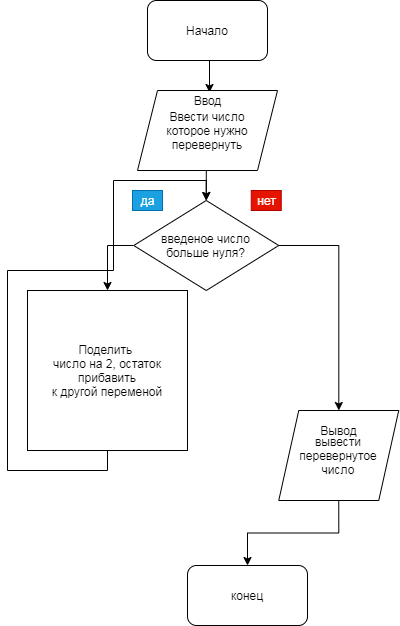 Начало
Ввод
Ввести число
которое нужно
перевернуть
да
нет
введеное число
больше нуля?
Поделить
число на 2, остаток
прибавить
к другой переменой
Вывод
вывести
перевернутое
число
конец